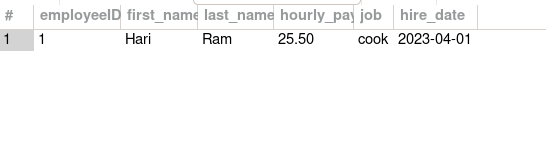 # employeeID first_name last_name hourly_pay job hire_date
1 1 Hari Ram 25.50 cook 2023-04-01